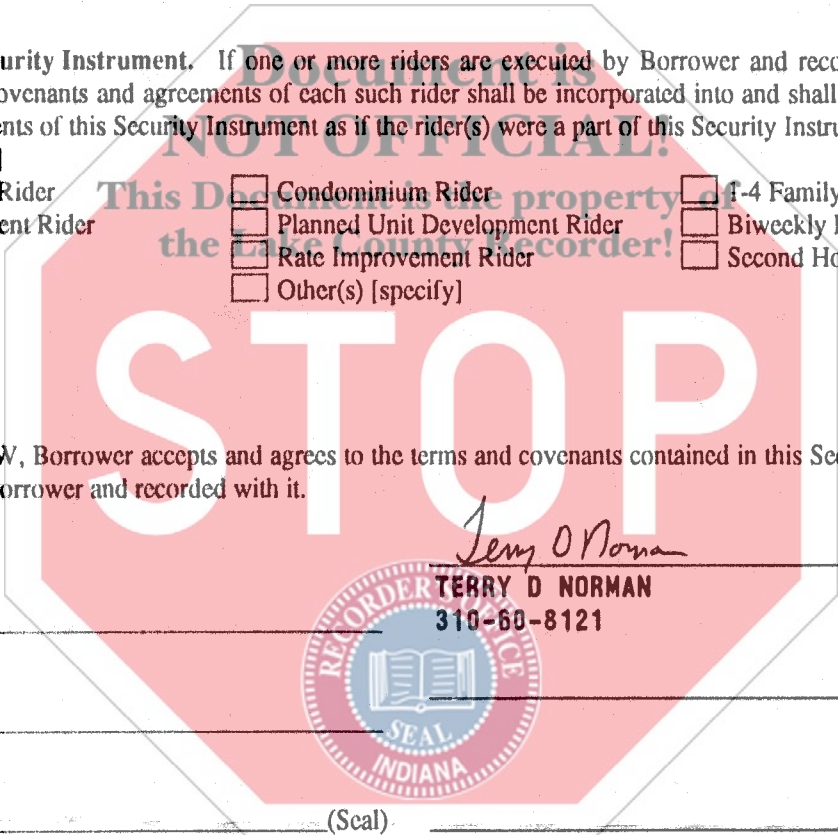 urity Instrument. If one or more riders are executed by Borrower and reco
ovenants and agreements of each such rider shall be incorporated into and shall
ents of this Security Instrument as if the rider(s) were a part of this Security Instru
Document is
NOT OFFICIAL!
This Document is the property of
the Lake County Recorder!
Rider Condominium Rider 1-4 Family
ent Rider Planned Unit Development Rider Biweekly
Rate Improvement Rider Second Ho
Other(s) [specify]
STOP
W, Borrower accepts and agrees to the terms and covenants contained in this Sec
orrower and recorded with it.
Terry D Norman
TERRY D NORMAN
310-60-8121
RECORDER'S OFFICE
SEAL
INDIANA
(Seal)